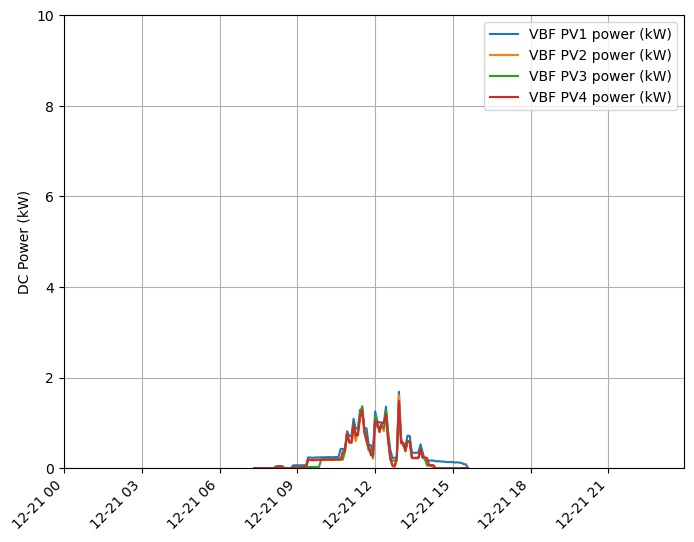 VBF PV1 power (kW)
VBF PV2 power (kW)
VBF PV3 power (kW)
VBF PV4 power (kW)
10
8
6
4
2
0
DC Power (kW)
12-21 00
12-21 03
12-21 06
12-21 09
12-21 12
12-21 15
12-21 18
12-21 21